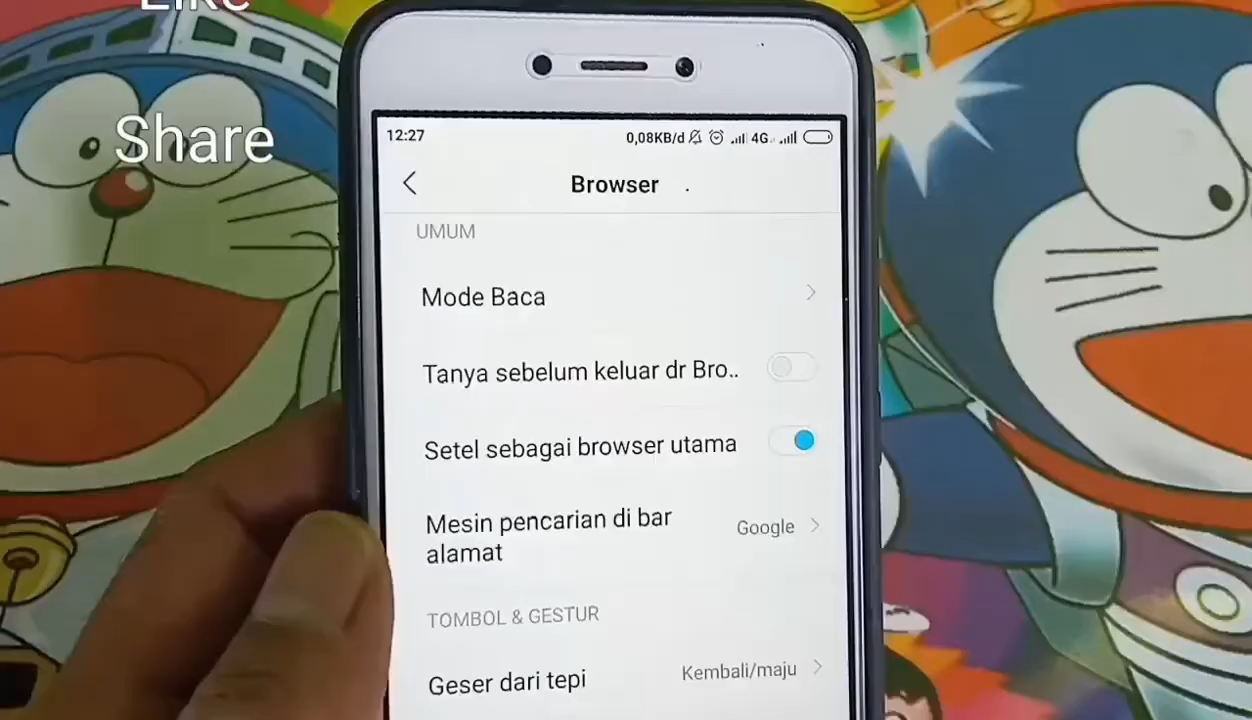 Like
Share
12:27
0,08KB/d 4G
Browser
UMUM
Mode Baca
Tanya sebelum keluar dr Bro..
Setel sebagai browser utama
Mesin pencarian di bar
alamat
Google
TOMBOL & GESTUR
Geser dari tepi
Kembali/maju